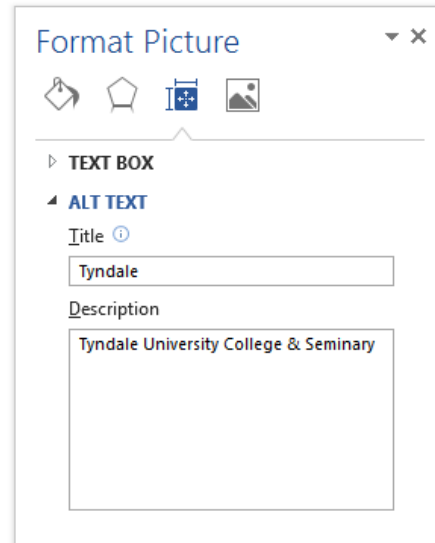 Format Picture
TEXT BOX
ALT TEXT
Title
Tyndale
Description
Tyndale University College & Seminary